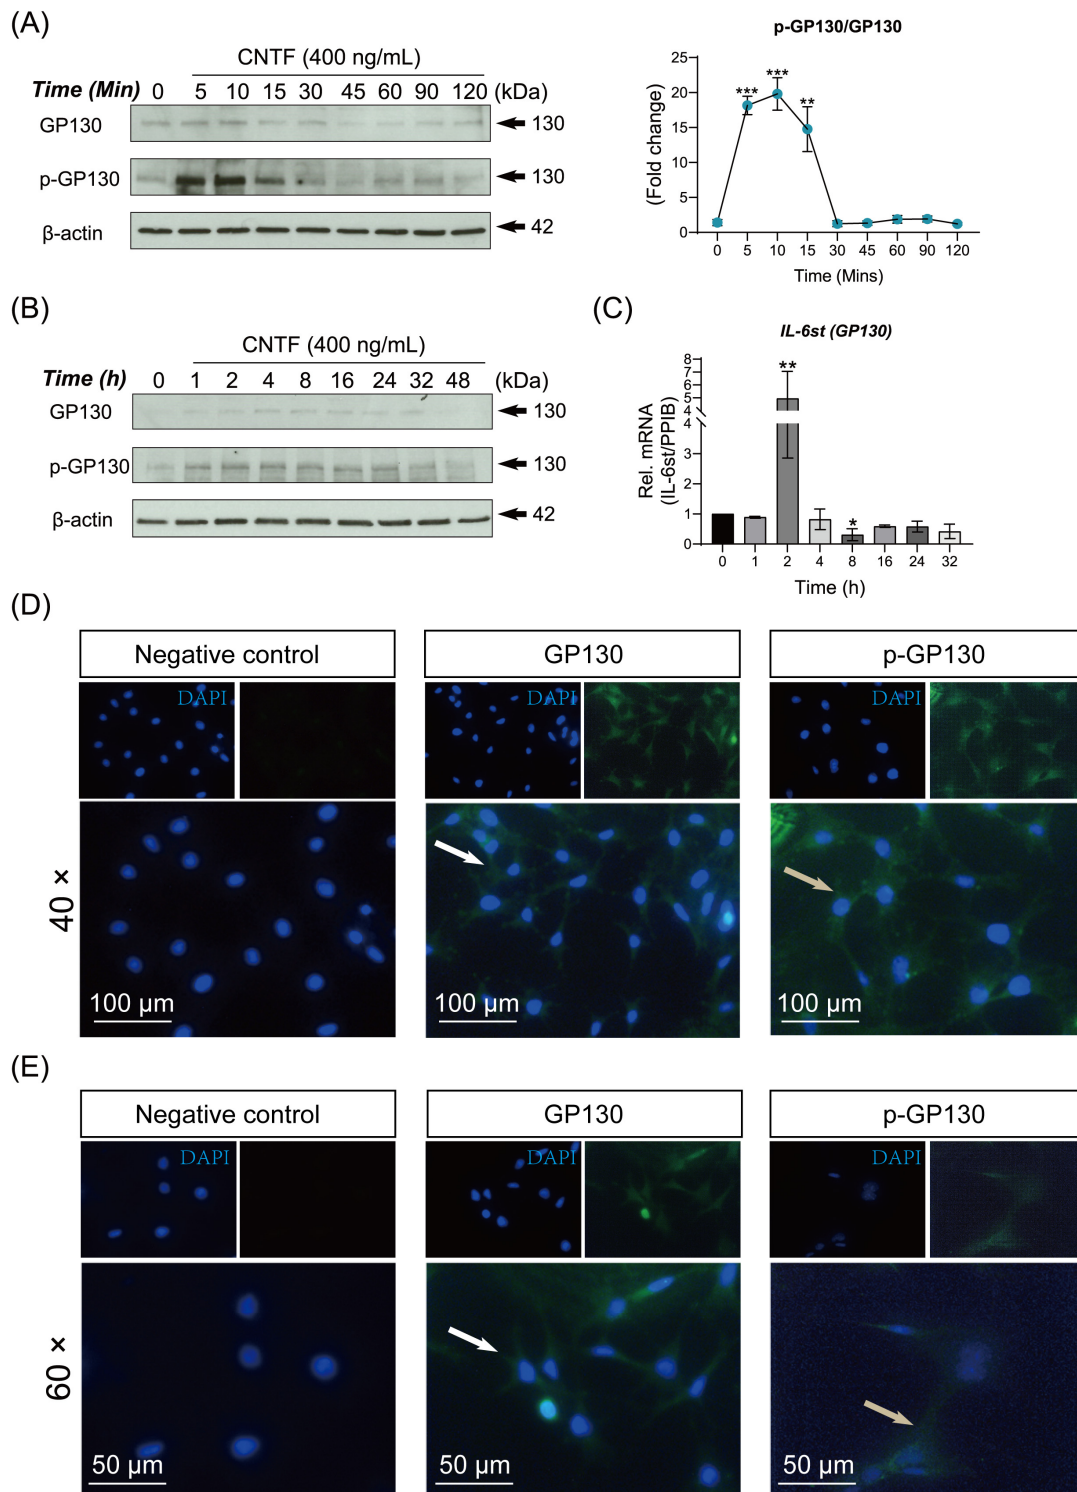 (A)
CNTF (400 ng/mL)
Time (Min) 0 5 10 15 30 45 60 90 120 (kDa)
GP130 130
p-GP130 130
β-actin 42
p-GP130/GP130
(Fold change)
25
20
15
10
5
0
0 5 10 15 30 45 60 90 120
*** *** **
Time (Mins)
(B)
CNTF (400 ng/mL)
Time (h) 0 1 2 4 8 16 24 32 48 (kDa)
GP130 130
p-GP130 130
β-actin 42
(C)
IL-6st (GP130)
Rel. mRNA
(IL-6st/PPIB)
8
7
6
5
4
4
3
2
1
0
** *
0 1 2 4 8 16 24 32
Time (h)
(D)
Negative control GP130 p-GP130
DAPI DAPI DAPI
40 ×
100 µm 100 µm 100 µm
(E)
Negative control GP130 p-GP130
DAPI DAPI DAPI
60 ×
50 µm 50 µm 50 µm